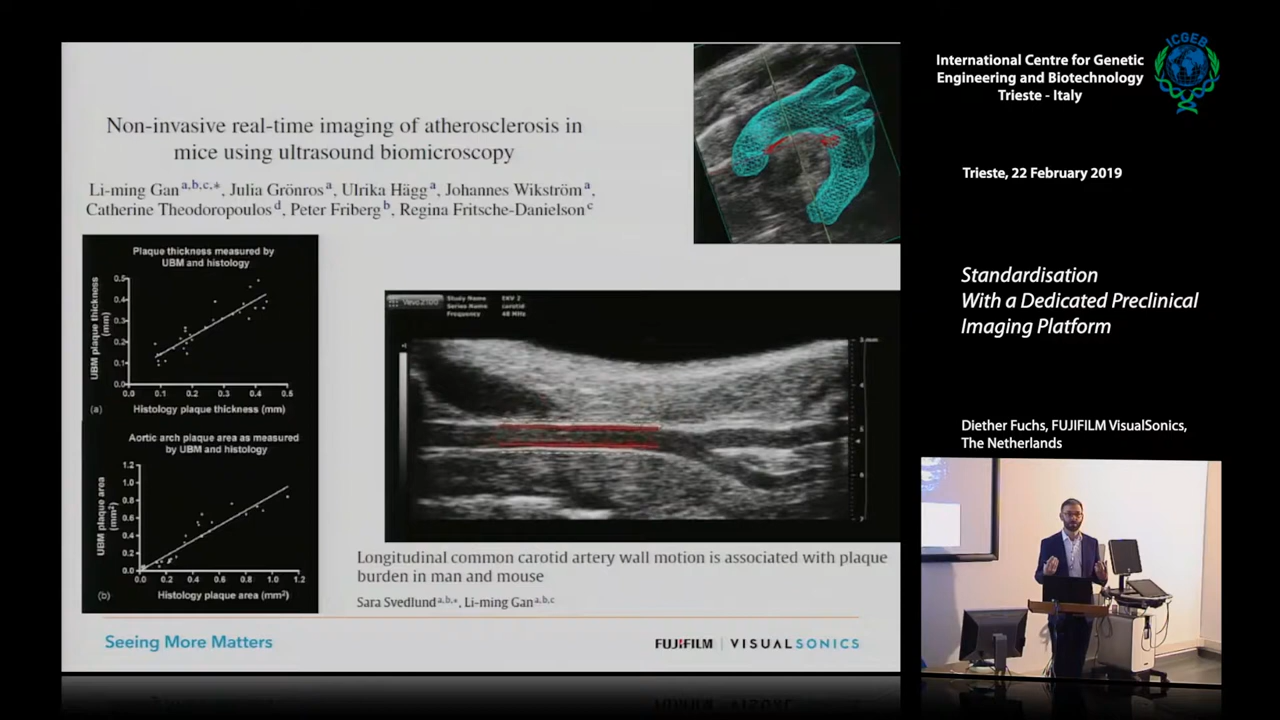 Non-invasive real-time imaging of atherosclerosis in
mice using ultrasound biomicroscopy
Li-ming Gan a,b,c,*, Julia Grönros a, Ulrika Hägg a, Johannes Wikström a,
Catherine Theodoropoulos d, Peter Friberg b, Regina Fritsche-Danielson c
Plaque thickness measured by
UBM and histology
UBM plaque thickness
(mm)
0.5
0.4
0.3
0.2
0.1
0.0
0.0 0.1 0.2 0.3 0.4 0.5
(a)
Histology plaque thickness (mm)
Aortic arch plaque area as measured
by UBM and histology
UBM plaque area
(mm²)
1.2
1.0
0.8
0.6
0.4
0.2
0.0
0.0 0.2 0.4 0.6 0.8 1.0 1.2
(b)
Histology plaque area (mm²)
Vevo2100
Study Name EKV 2
Series Name carotid
Frequency 40 MHz
Longitudinal common carotid artery wall motion is associated with plaque
burden in man and mouse
Sara Svedlund a,b,*, Li-ming Gan a,b,c
Seeing More Matters
FUJIFILM | VISUALSONICS
International Centre for Genetic
Engineering and Biotechnology
Trieste - Italy
ICGEB
Trieste, 22 February 2019
Standardisation
With a Dedicated Preclinical
Imaging Platform
Diether Fuchs, FUJIFILM VisualSonics,
The Netherlands